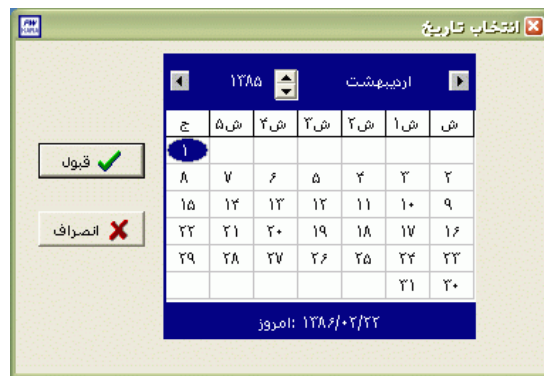 انتخاب تاریخ
اردیبهشت ۱۳۸۵
ش ش۱ ش۲ ش۳ ش۴ ش۵ ج
۱
۲ ۳ ۴ ۵ ۶ ۷ ۸
۹ ۱۰ ۱۱ ۱۲ ۱۳ ۱۴ ۱۵
۱۶ ۱۷ ۱۸ ۱۹ ۲۰ ۲۱ ۲۲
۲۳ ۲۴ ۲۵ ۲۶ ۲۷ ۲۸ ۲۹
۳۰ ۳۱
امروز: ۱۳۸۶/۰۲/۲۲
قبول
انصراف